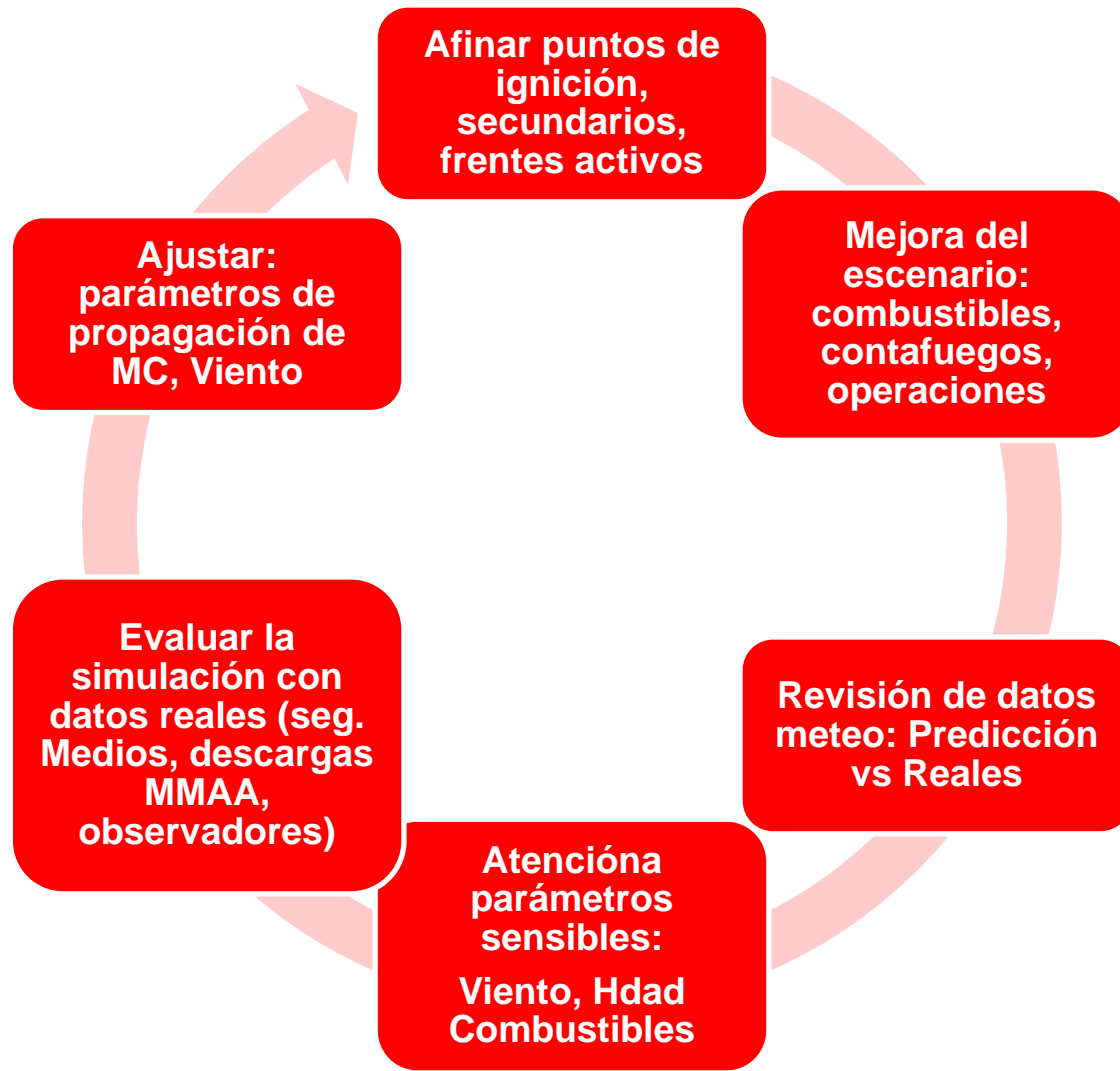 Afinar puntos de
ignición,
secundarios,
frentes activos
Mejora del
escenario:
combustibles,
contafuegos,
operaciones
Revisión de datos
meteo: Predicción
vs Reales
Atencióna
parámetros
sensibles:
Viento, Hdad
Combustibles
Evaluar la
simulación con
datos reales (seg.
Medios, descargas
MMAA,
observadores)
Ajustar:
parámetros de
propagación de
MC, Viento